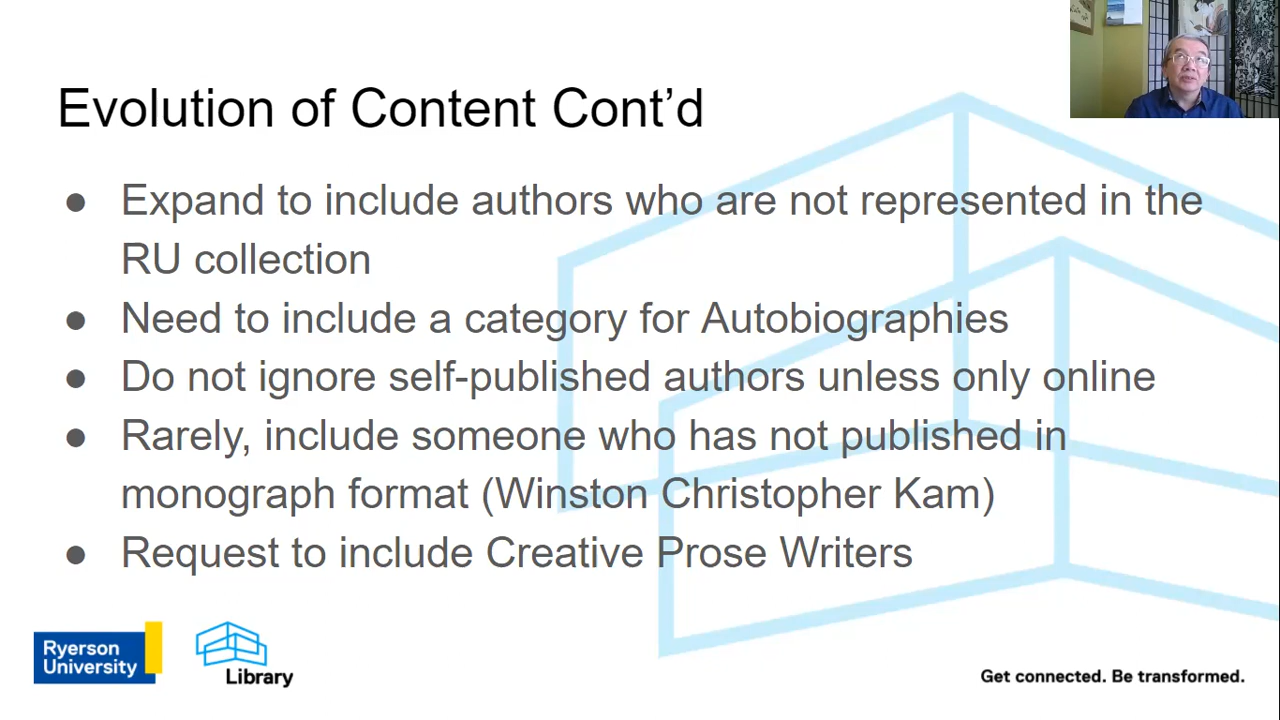 Evolution of Content Cont’d
● Expand to include authors who are not represented in the
RU collection
● Need to include a category for Autobiographies
● Do not ignore self-published authors unless only online
● Rarely, include someone who has not published in
monograph format (Winston Christopher Kam)
● Request to include Creative Prose Writers
Ryerson
University
Library
Get connected. Be transformed.